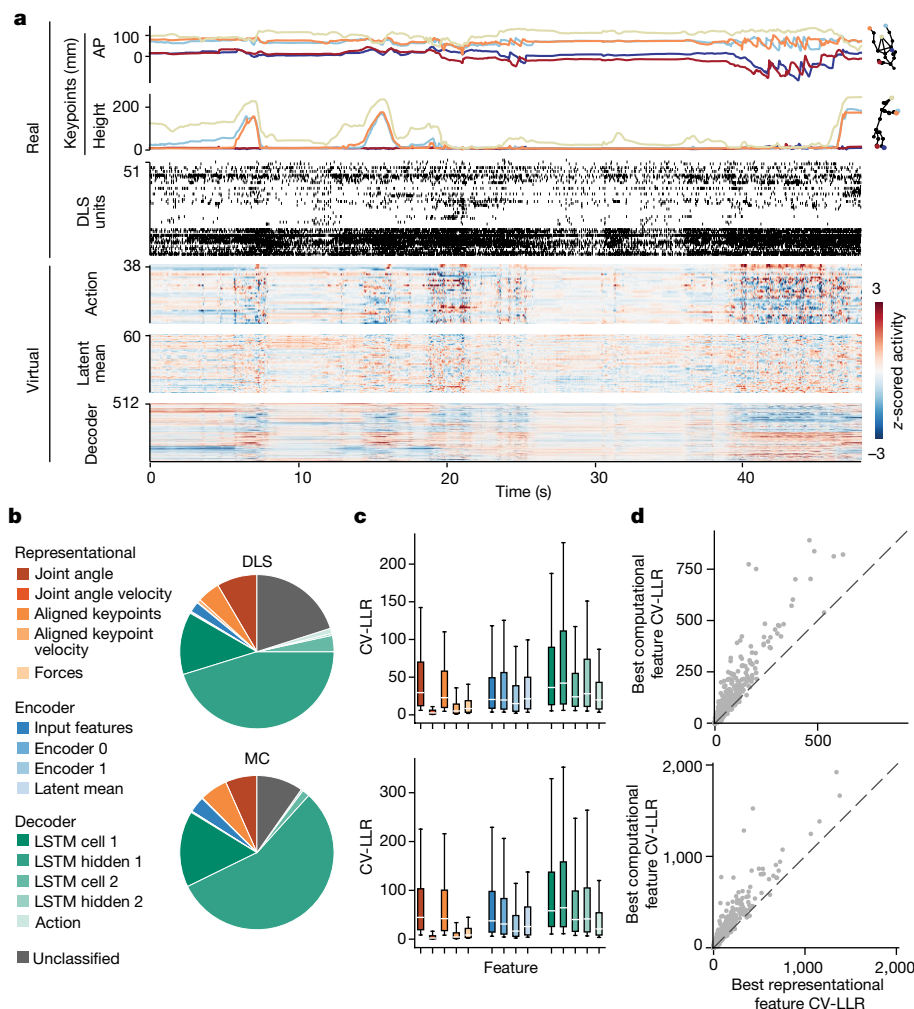 a
Real
Keypoints (mm)
AP
100
0
Height
200
0
DLS
units
51
Virtual
Action
38
Latent
mean
60
Decoder
512
0
10
20
30
40
Time (s)
3
z-scored activity
−3
b
Representational
Joint angle
Joint angle velocity
Aligned keypoints
Aligned keypoint
velocity
Forces
Encoder
Input features
Encoder 0
Encoder 1
Latent mean
Decoder
LSTM cell 1
LSTM hidden 1
LSTM cell 2
LSTM hidden 2
Action
Unclassified
DLS
MC
c
CV-LLR
200
150
100
50
0
CV-LLR
300
200
100
0
Feature
d
Best computational
feature CV-LLR
750
500
250
0
0
500
Best computational
feature CV-LLR
2,000
1,000
0
0
1,000
2,000
Best representational
feature CV-LLR